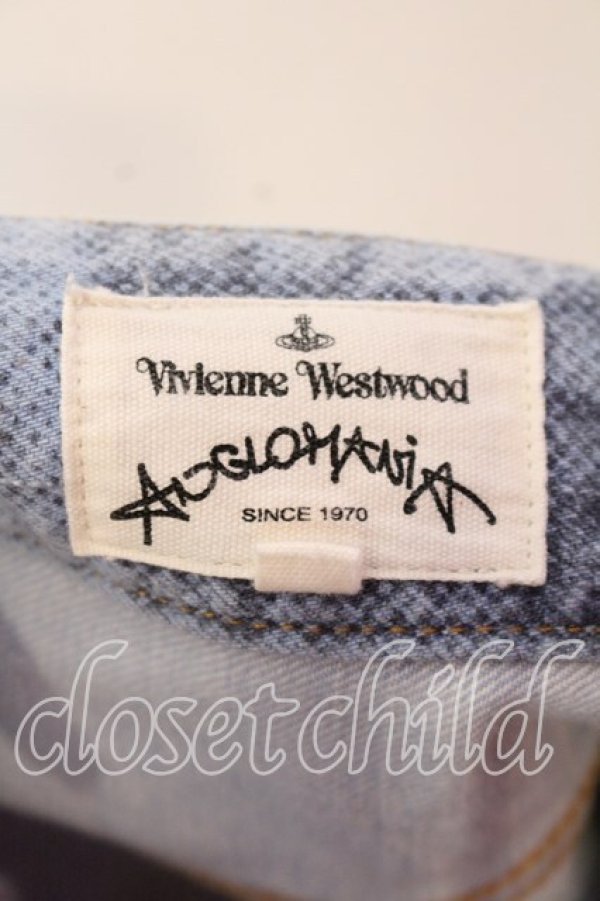 Vivienne Westwood
ANGLOMANIA
SINCE 1970
closetchild